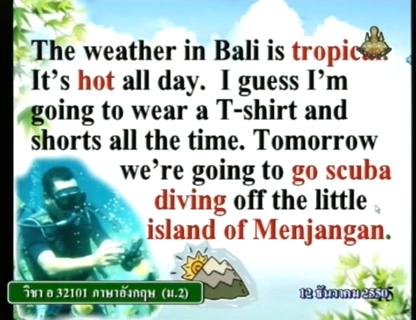 The weather in Bali is tropical.
It's hot all day. I guess I'm
going to wear a T-shirt and
shorts all the time. Tomorrow
we're going to go scuba
diving off the little
island of Menjangan.
วิชา อ 32101 ภาษาอังกฤษ (ม.2)
12 ธันวาคม 2550